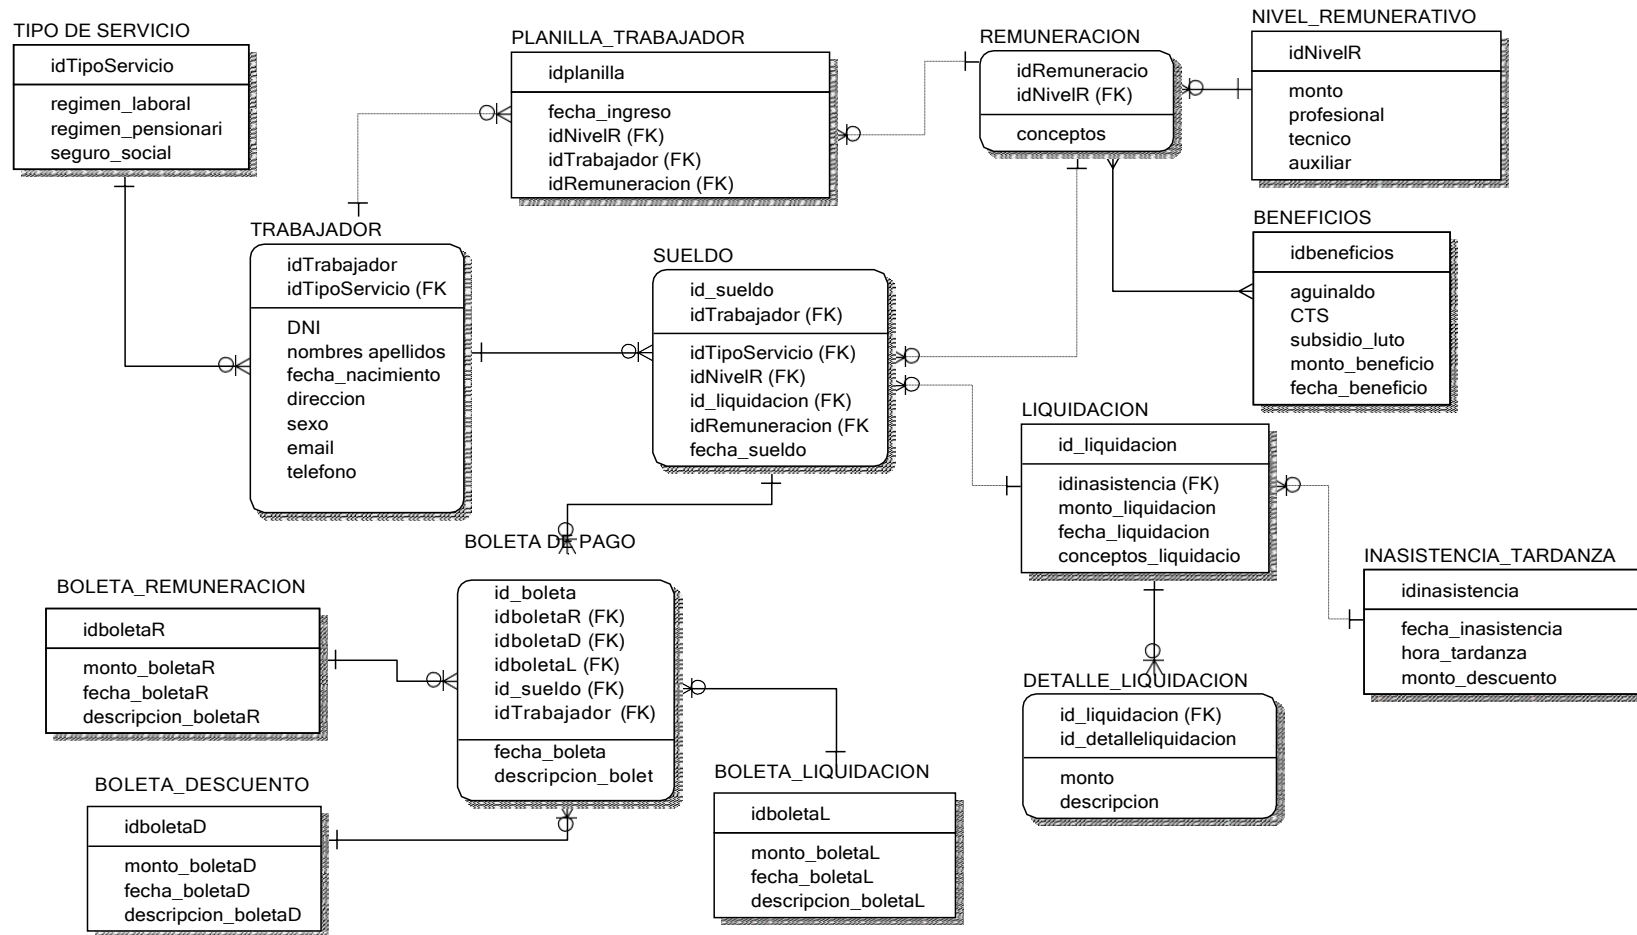 TIPO DE SERVICIO
idTipoServicio
regimen_laboral
regimen_pensionari
seguro_social
PLANILLA_TRABAJADOR
idplanilla
fecha_ingreso
idNivelR (FK)
idTrabajador (FK)
idRemuneracion (FK)
REMUNERACION
idRemuneracio
idNivelR (FK)
conceptos
NIVEL_REMUNERATIVO
idNivelR
monto
profesional
tecnico
auxiliar
TRABAJADOR
idTrabajador
idTipoServicio (FK
DNI
nombres apellidos
fecha_nacimiento
direccion
sexo
email
telefono
SUELDO
id_sueldo
idTrabajador (FK)
idTipoServicio (FK)
idNivelR (FK)
id_liquidacion (FK)
idRemuneracion (FK
fecha_sueldo
BENEFICIOS
idbeneficios
aguinaldo
CTS
subsidio_luto
monto_beneficio
fecha_beneficio
LIQUIDACION
id_liquidacion
idinasistencia (FK)
monto_liquidacion
fecha_liquidacion
conceptos_liquidacio
INASISTENCIA_TARDANZA
idinasistencia
fecha_inasistencia
hora_tardanza
monto_descuento
BOLETA DE PAGO
id_boleta
idboletaR (FK)
idboletaD (FK)
idboletaL (FK)
id_sueldo (FK)
idTrabajador (FK)
fecha_boleta
descripcion_bolet
BOLETA_REMUNERACION
idboletaR
monto_boletaR
fecha_boletaR
descripcion_boletaR
DETALLE_LIQUIDACION
id_liquidacion (FK)
id_detalleliquidacion
monto
descripcion
BOLETA_DESCUENTO
idboletaD
monto_boletaD
fecha_boletaD
descripcion_boletaD
BOLETA_LIQUIDACION
idboletaL
monto_boletaL
fecha_boletaL
descripcion_boletaL